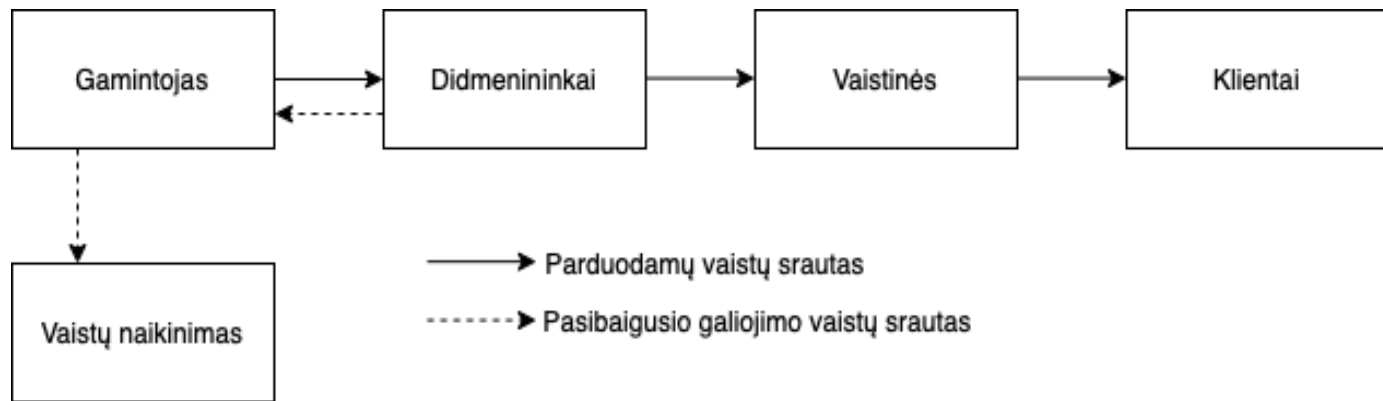 Gamintojas
Didmenininkai
Vaistinės
Klientai
Vaistų naikinimas
Parduodamų vaistų srautas
Pasibaigusio galiojimo vaistų srautas